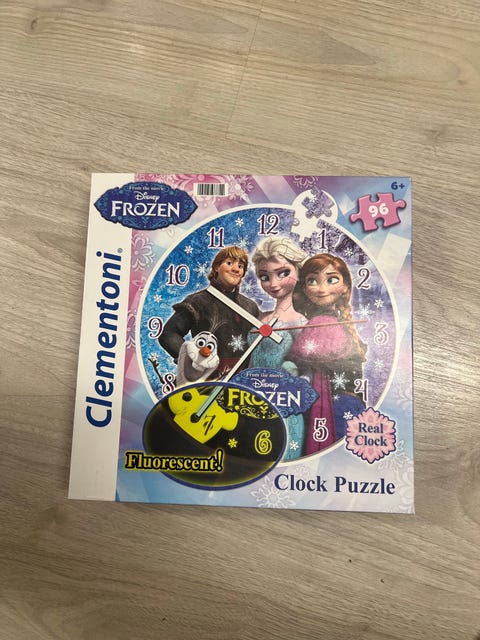 From the movie
Disney
FROZEN
6+
96
Clementoni®
12
11
1
10
2
9
3
8
4
From the movie
Disney
FROZEN
7
6
5
Real
Clock
Fluorescent!
Clock Puzzle